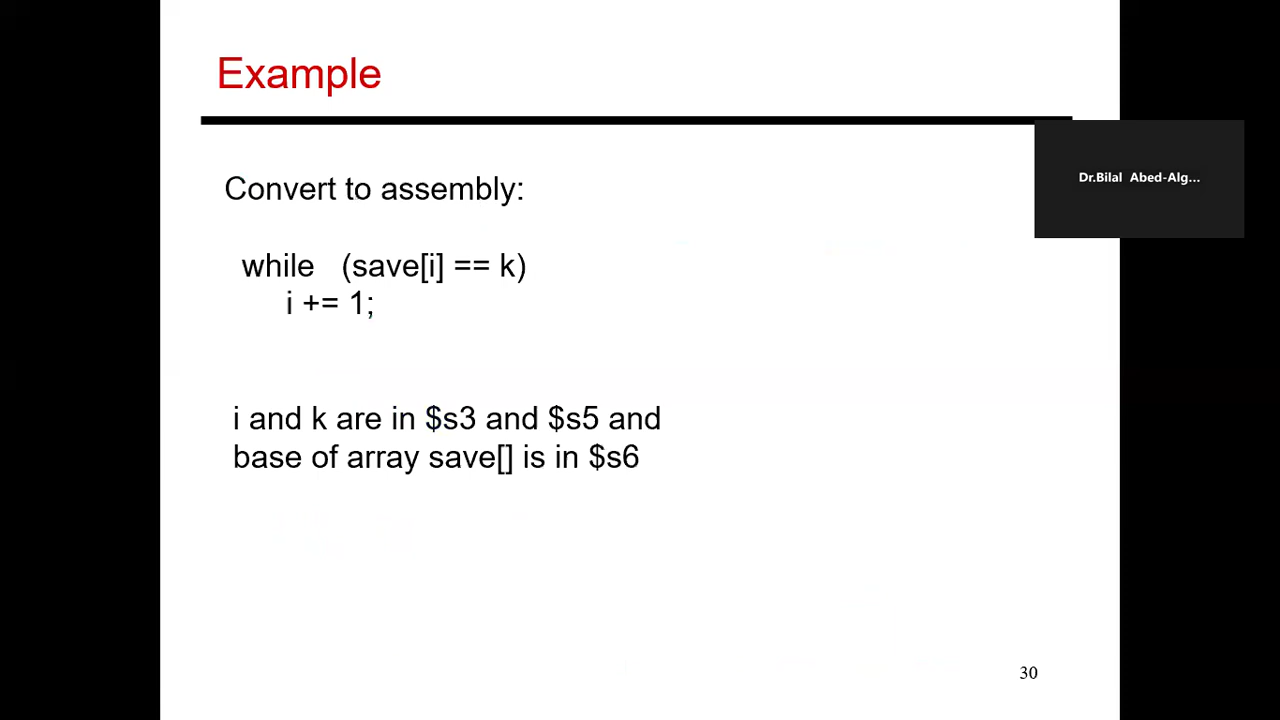 Example
Convert to assembly:
while (save[i] == k)
i += 1;
i and k are in $s3 and $s5 and
base of array save[] is in $s6
Dr.Bilal Abed-Alg...
30